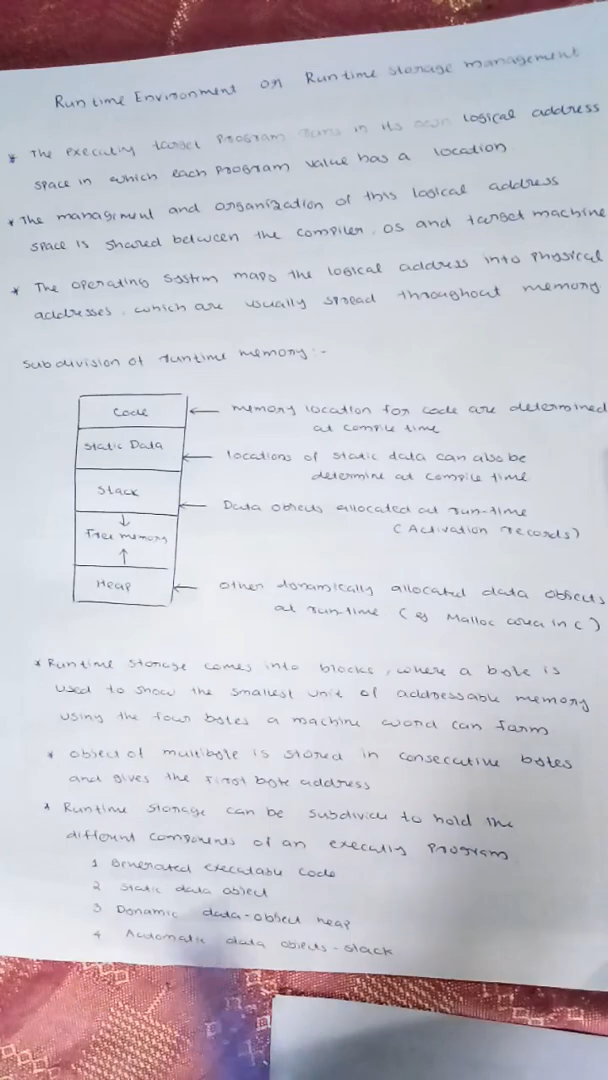 Runtime Environment or Runtime storage management
* The executing target program runs in its own logical address
space in which each program value has a location
* The management and organization of this logical address
space is shared between the compiler, OS and target machine
* The operating system maps the logical address into physical
addresses, which are usually spread throughout memory
Subdivision of runtime memory:-
Code
← memory location for code are determined
at compile time
Static Data
← locations of static data can also be
determine at compile time
Stack
← Data objects allocated at run-time
(Activation records)
↓
Free memory
↑
Heap
← other dynamically allocated data objects
at run-time (eg Malloc area in c)
* Runtime storage comes into blocks, where a byte is
used to show the smallest unit of addressable memory
using the four bytes a machine word can form
* object of multibyte is stored in consecutive bytes
and gives the first byte address
* Runtime storage can be subdivide to hold the
different components of an executing program
1 Generated executable code
2 Static data object
3 Dynamic data-object heap
4 Automatic data objects-stack